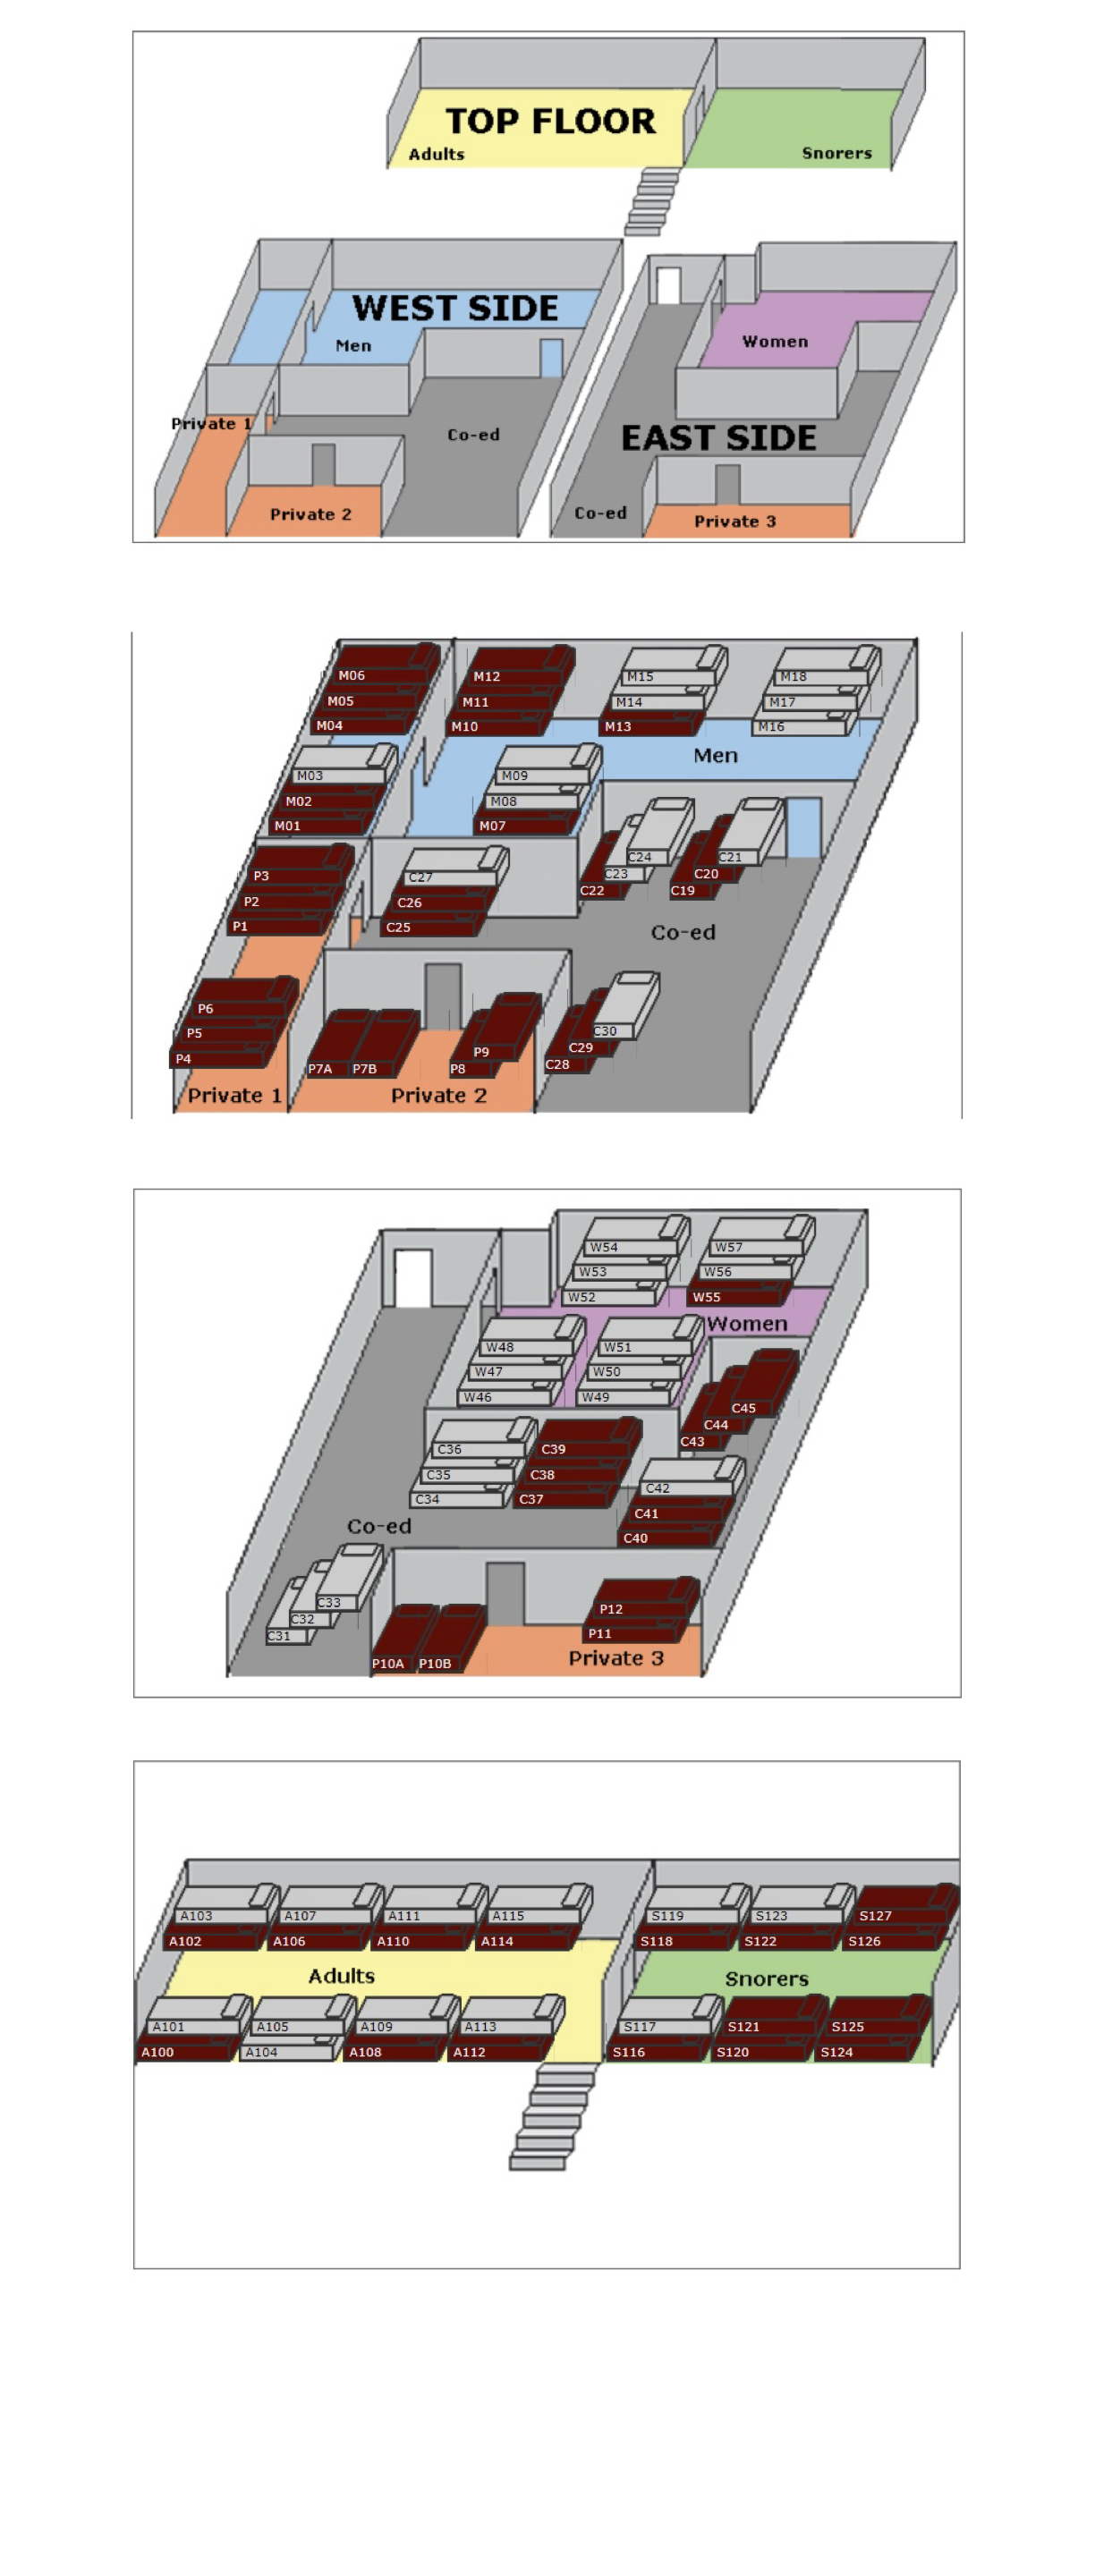 TOP FLOOR
Adults
Snorers
WEST SIDE
Men
Women
Private 1
Co-ed
EAST SIDE
Private 2
Co-ed
Private 3
M06
M12
M15
M18
M05
M11
M14
M17
M04
M10
M13
M16
Men
M03
M09
M02
M08
M01
M07
C24
C21
P3
C27
C23
C20
P2
C26
C22
C19
P1
C25
Co-ed
P6
P5
C30
P4
P9
C29
P7A
P7B
P8
C28
Private 1
Private 2
W54
W57
W53
W56
W52
W55
Women
W48
W51
W47
W50
W46
W49
C45
C36
C39
C44
C43
C35
C38
C42
C34
C37
C41
Co-ed
C40
C33
C32
P12
C31
P11
P10A
P10B
Private 3
A103
A107
A111
A115
S119
S123
S127
A102
A106
A110
A114
S118
S122
S126
Adults
Snorers
A101
A105
A109
A113
S117
S121
S125
A100
A104
A108
A112
S116
S120
S124